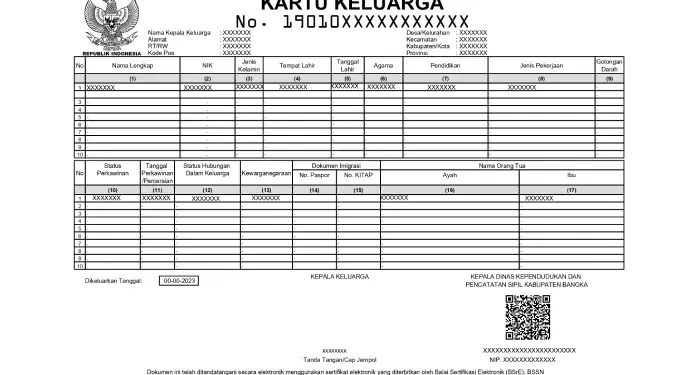 KARTU KELUARGA
No. 19010XXXXXXXXXXX
REPUBLIK INDONESIA
Nama Kepala Keluarga : XXXXXXX
Alamat : XXXXXXX
RT/RW : XXXXXXX
Kode Pos : XXXXXXX
Desa/Kelurahan : XXXXXXX
Kecamatan : XXXXXXX
Kabupaten/Kota : XXXXXXX
Provinsi : XXXXXXX
No Nama Lengkap NIK Jenis Kelamin Tempat Lahir Tanggal Lahir Agama Pendidikan Jenis Pekerjaan Golongan Darah
(1) (2) (3) (4) (5) (6) (7) (8) (9)
1 XXXXXXX XXXXXXX XXXXXXX XXXXXXX XXXXXXX XXXXXXX XXXXXXX XXXXXXX -
3 - -
4 - -
5 - -
6 - -
7 - -
8 - -
9 - -
10 - -
No Status Perkawinan Tanggal Perkawinan /Perceraian Status Hubungan Dalam Keluarga Kewarganegaraan Dokumen Imigrasi Nama Orang Tua
No. Paspor No. KITAP Ayah Ibu
(10) (11) (12) (13) (14) (15) (16) (17)
1 XXXXXXX XXXXXXX XXXXXXX XXXXXXX XXXXXXX XXXXXXX
2 -
3 -
4 -
5 -
6 -
7 -
8 -
9 -
10 -
Dikeluarkan Tanggal: 00-00-2023
KEPALA KELUARGA
KEPALA DINAS KEPENDUDUKAN DAN
PENCATATAN SIPIL KABUPATEN BANGKA
xxxxxxxx
Tanda Tangan/Cap Jempol
XXXXXXXXXXXXXXXXXXXXXXX
NIP. XXXXXXXXXXXXX
Dokumen ini telah ditandatangani secara elektronik menggunakan sertifikat elektronik yang diterbitkan oleh Balai Sertifikasi Elektronik (BSrE), BSSN